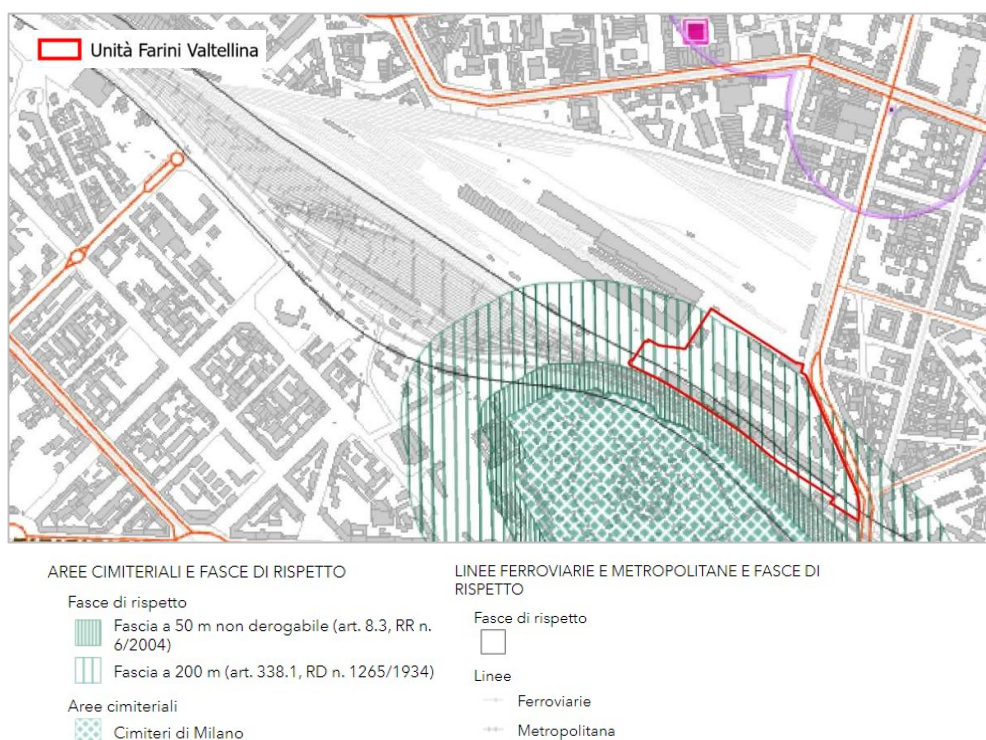 Unità Farini Valtellina
AREE CIMITERIALI E FASCE DI RISPETTO
Fasce di rispetto
Fascia a 50 m non derogabile (art. 8.3, RR n.
6/2004)
Fascia a 200 m (art. 338.1, RD n. 1265/1934)
Aree cimiteriali
Cimiteri di Milano
LINEE FERROVIARIE E METROPOLITANE E FASCE DI
RISPETTO
Fasce di rispetto
Linee
Ferroviarie
Metropolitana